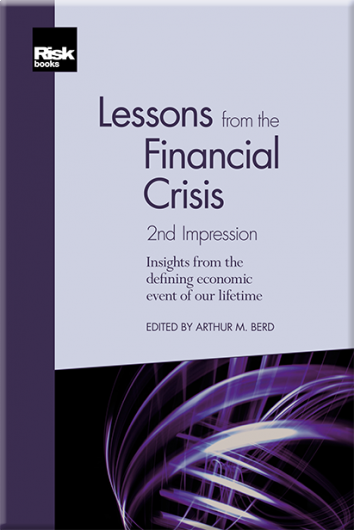 Risk
books
Lessons from the
Financial
Crisis
2nd Impression
Insights from the
defining economic
event of our lifetime
EDITED BY ARTHUR M. BERD